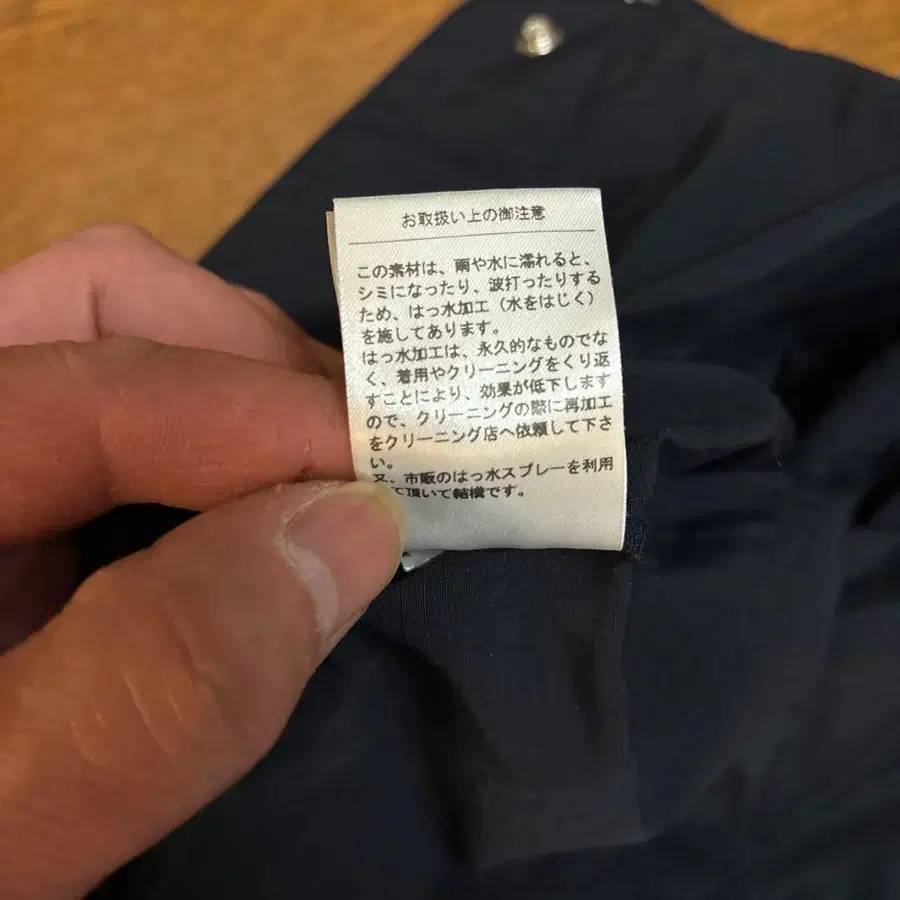 お取扱い上の御注意
この素材は、雨や水に濡れると、
シミになったり、波打ったりする
ため、はっ水加工（水をはじく）
を施してあります。
はっ水加工は、永久的なものでな
く、着用やクリーニングをくり返
すことにより、効果が低下します
ので、クリーニングの際に再加工
をクリーニング店へ依頼して下さ
い。
又、市販のはっ水スプレーを利用
て頂いて結構です。